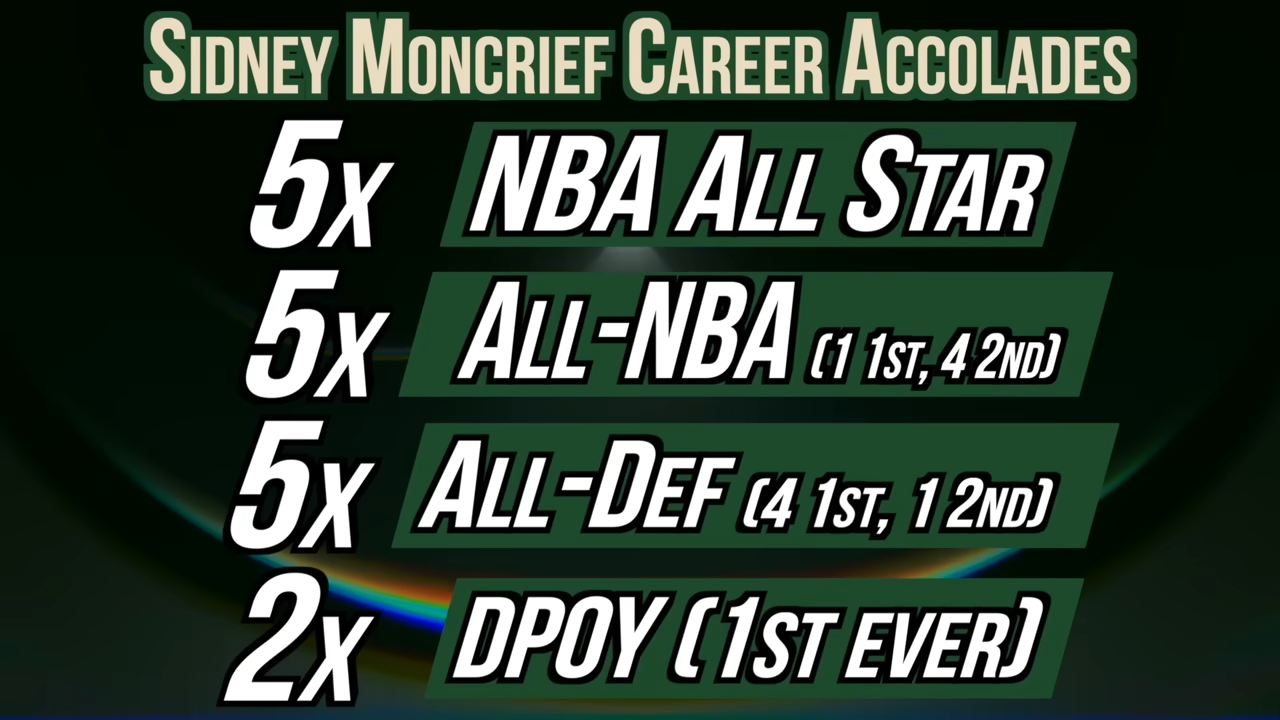 Sidney Moncrief Career Accolades
5x NBA All Star
5x All-NBA (1 1st, 4 2nd)
5x All-Def (4 1st, 1 2nd)
2x DPOY (1st ever)